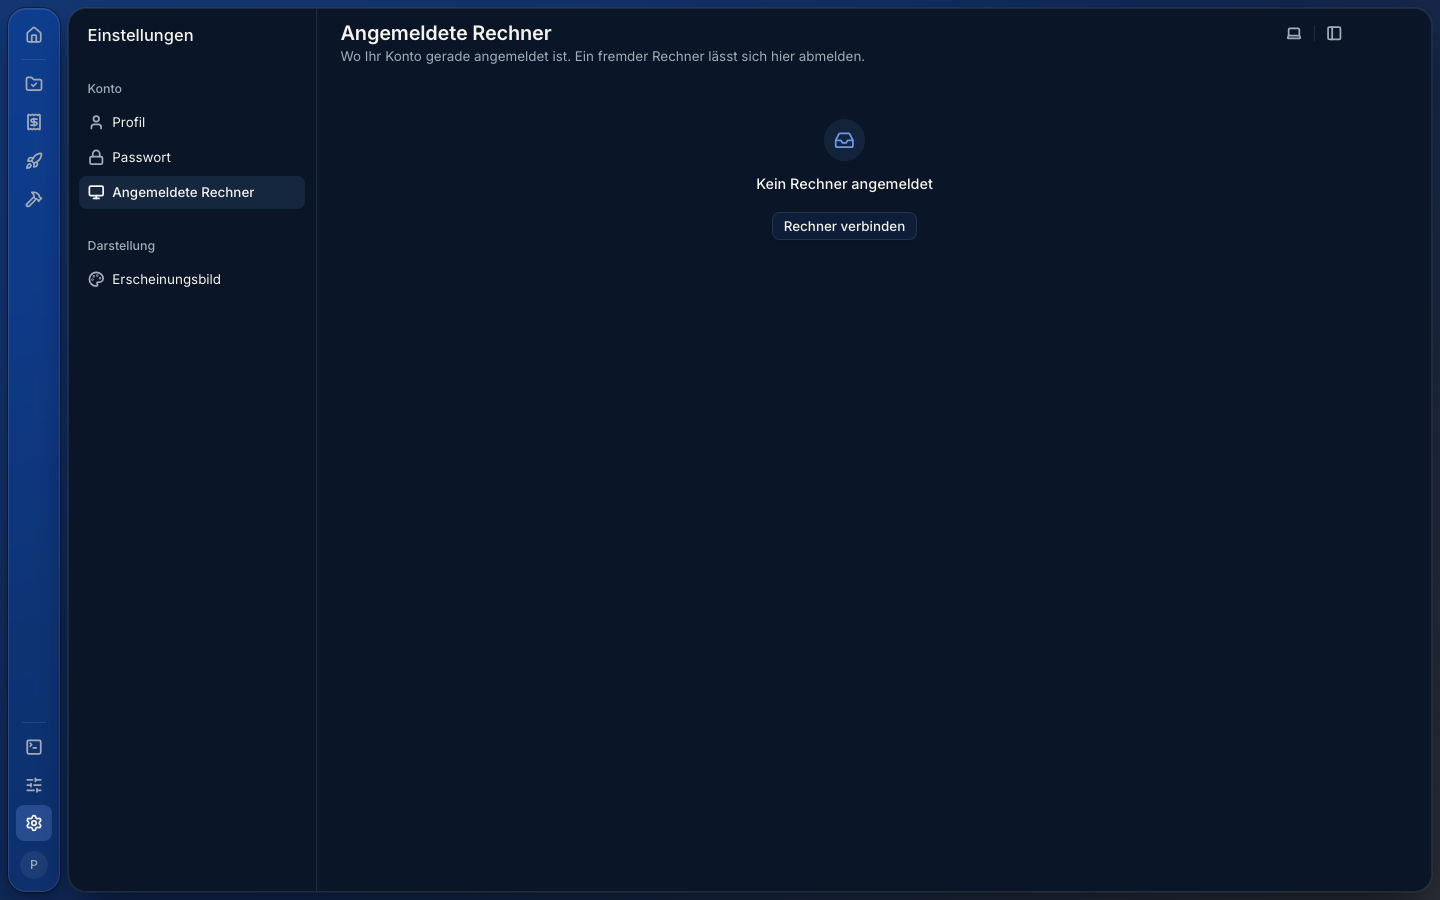 Einstellungen
Konto
Profil
Passwort
Angemeldete Rechner
Darstellung
Erscheinungsbild
P
Angemeldete Rechner
Wo Ihr Konto gerade angemeldet ist. Ein fremder Rechner lässt sich hier abmelden.
Kein Rechner angemeldet
Rechner verbinden